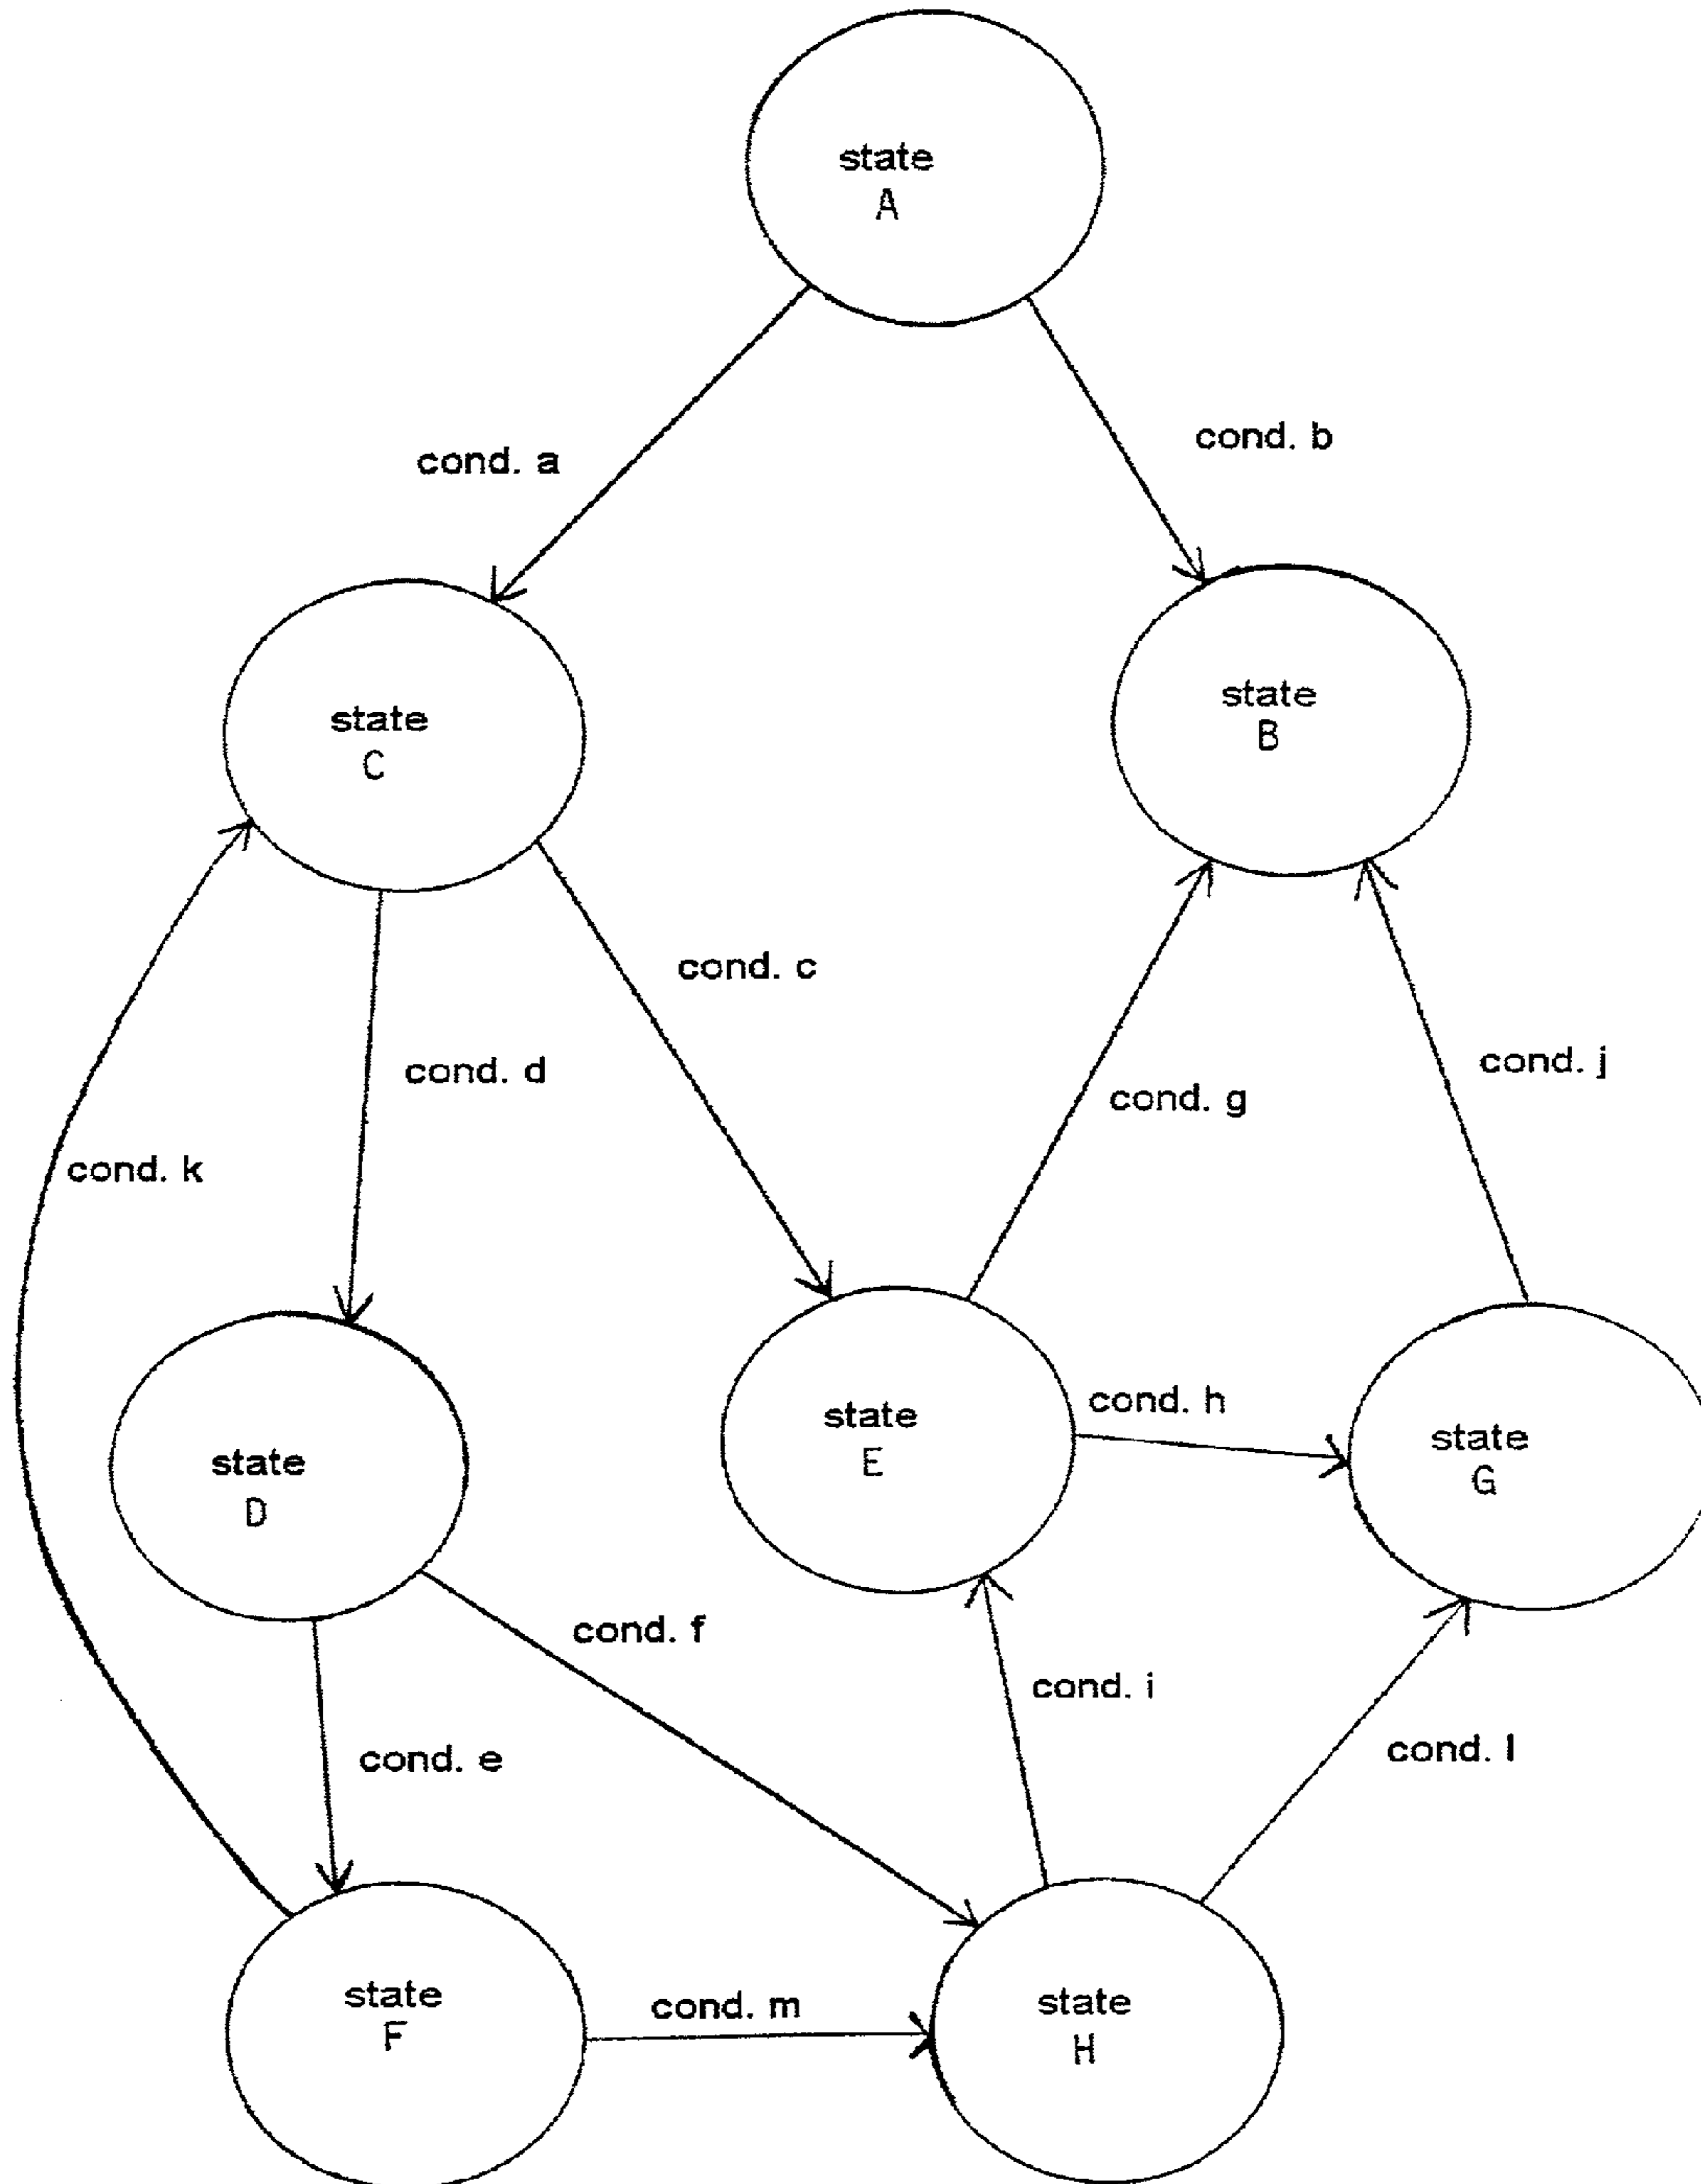 state
A
cond. a
cond. b
state
C
state
B
cond. c
cond. d
cond. g
cond. j
cond. k
state
D
state
E
cond. h
state
G
cond. f
cond. i
cond. e
cond. l
state
F
cond. m
state
H